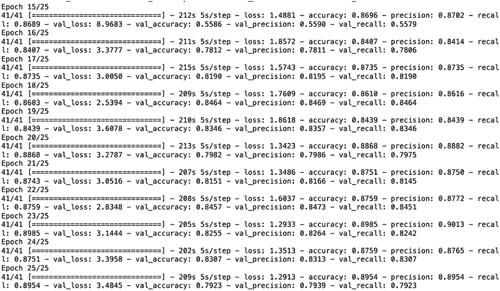 Epoch 15/25
41/41 [==============================] - 212s 5s/step - loss: 1.4881 - accuracy: 0.8696 - precision: 0.8702 - recal
l: 0.8689 - val_loss: 8.9683 - val_accuracy: 0.5586 - val_precision: 0.5590 - val_recall: 0.5579
Epoch 16/25
41/41 [==============================] - 211s 5s/step - loss: 1.8572 - accuracy: 0.8407 - precision: 0.8414 - recal
l: 0.8407 - val_loss: 3.3777 - val_accuracy: 0.7812 - val_precision: 0.7811 - val_recall: 0.7806
Epoch 17/25
41/41 [==============================] - 215s 5s/step - loss: 1.5743 - accuracy: 0.8735 - precision: 0.8735 - recal
l: 0.8735 - val_loss: 3.0050 - val_accuracy: 0.8190 - val_precision: 0.8195 - val_recall: 0.8190
Epoch 18/25
41/41 [==============================] - 209s 5s/step - loss: 1.7609 - accuracy: 0.8610 - precision: 0.8616 - recal
l: 0.8603 - val_loss: 2.5394 - val_accuracy: 0.8464 - val_precision: 0.8469 - val_recall: 0.8464
Epoch 19/25
41/41 [==============================] - 210s 5s/step - loss: 1.8618 - accuracy: 0.8439 - precision: 0.8439 - recal
l: 0.8439 - val_loss: 3.6078 - val_accuracy: 0.8346 - val_precision: 0.8357 - val_recall: 0.8346
Epoch 20/25
41/41 [==============================] - 213s 5s/step - loss: 1.3423 - accuracy: 0.8868 - precision: 0.8882 - recal
l: 0.8868 - val_loss: 3.2787 - val_accuracy: 0.7982 - val_precision: 0.7986 - val_recall: 0.7975
Epoch 21/25
41/41 [==============================] - 207s 5s/step - loss: 1.3486 - accuracy: 0.8751 - precision: 0.8750 - recal
l: 0.8743 - val_loss: 3.0516 - val_accuracy: 0.8151 - val_precision: 0.8166 - val_recall: 0.8145
Epoch 22/25
41/41 [==============================] - 208s 5s/step - loss: 1.6037 - accuracy: 0.8759 - precision: 0.8772 - recal
l: 0.8759 - val_loss: 2.8348 - val_accuracy: 0.8457 - val_precision: 0.8473 - val_recall: 0.8451
Epoch 23/25
41/41 [==============================] - 205s 5s/step - loss: 1.2933 - accuracy: 0.8985 - precision: 0.9013 - recal
l: 0.8985 - val_loss: 3.1444 - val_accuracy: 0.8255 - val_precision: 0.8264 - val_recall: 0.8242
Epoch 24/25
41/41 [==============================] - 202s 5s/step - loss: 1.3513 - accuracy: 0.8759 - precision: 0.8765 - recal
l: 0.8751 - val_loss: 3.3958 - val_accuracy: 0.8307 - val_precision: 0.8313 - val_recall: 0.8307
Epoch 25/25
41/41 [==============================] - 209s 5s/step - loss: 1.2913 - accuracy: 0.8954 - precision: 0.8954 - recal
l: 0.8954 - val_loss: 3.4845 - val_accuracy: 0.7923 - val_precision: 0.7939 - val_recall: 0.7923